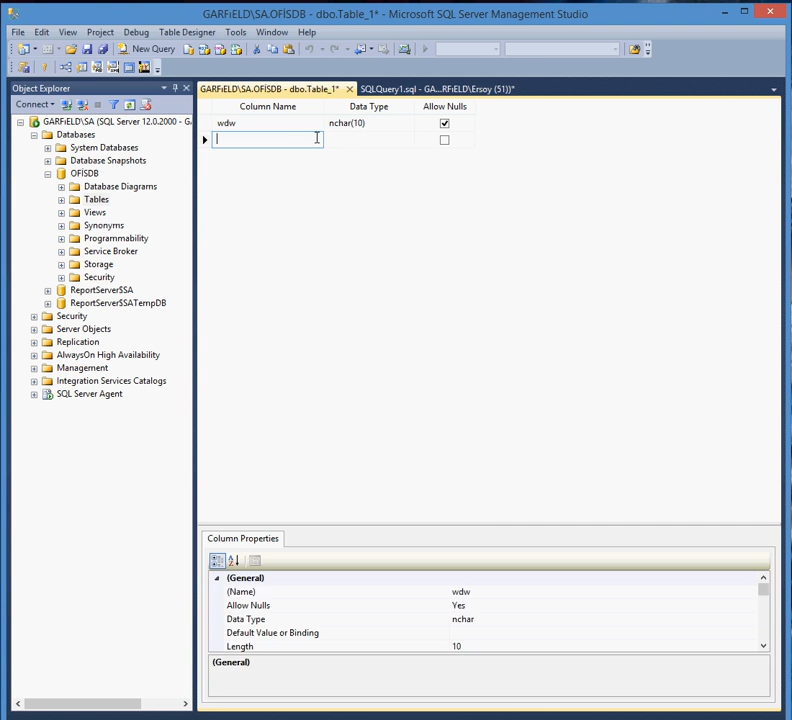 GARFiELD\SA.OFİSDB - dbo.Table_1* - Microsoft SQL Server Management Studio
File Edit View Project Debug Table Designer Tools Window Help
New Query
Object Explorer
GARFiELD\SA.OFİSDB - dbo.Table_1*
SQLQuery1.sql - GA...RFiELD\Ersoy (51))*
Connect
Column Name Data Type Allow Nulls
GARFiELD\SA (SQL Server 12.0.2000 - G
wdw nchar(10)
Databases
System Databases
Database Snapshots
OFİSDB
Database Diagrams
Tables
Views
Synonyms
Programmability
Service Broker
Storage
Security
ReportServer$SA
ReportServer$SATempDB
Security
Server Objects
Replication
AlwaysOn High Availability
Management
Integration Services Catalogs
SQL Server Agent
Column Properties
(General)
(Name) wdw
Allow Nulls Yes
Data Type nchar
Default Value or Binding
Length 10
(General)